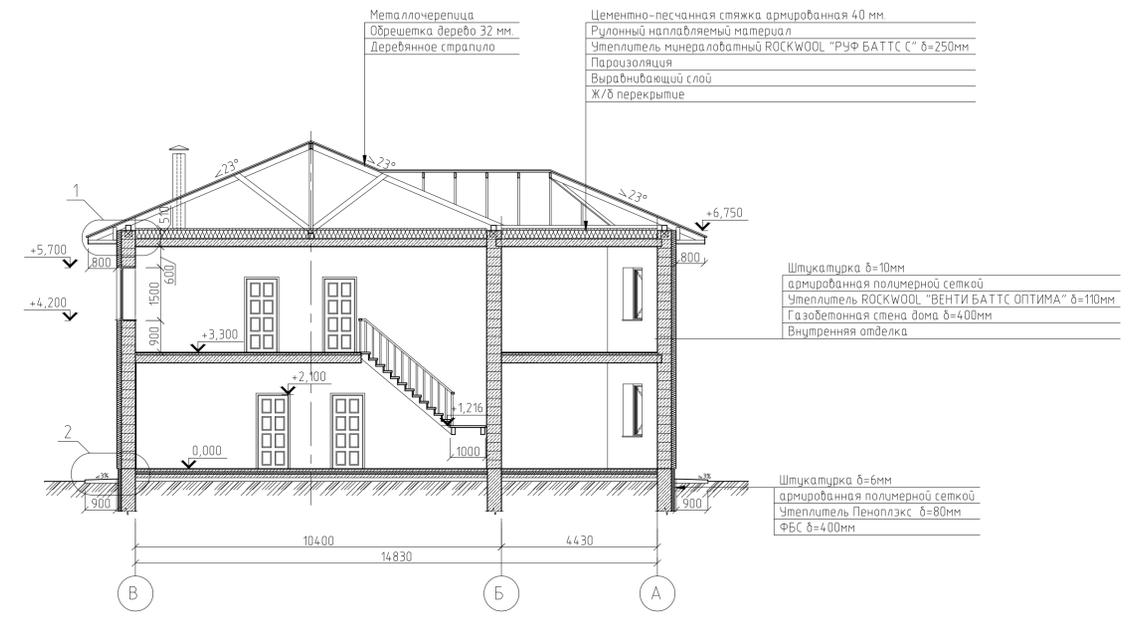 Металлочерепица
Обрешетка дерево 32 мм.
Деревянное страпило
Цементно-песчанная стяжка армированная 40 мм.
Рулонный наплавляемый материал
Утеплитель минераловатный ROCKWOOL "РУФ БАТТС С" δ=250мм
Пароизоляция
Выравнивающий слой
Ж/б перекрытие
<23°
>23°
>23°
1
510
+6,750
+5,700
800
600
800
1500
+4,200
900
+3,300
Штукатурка δ=10мм
армированная полимерной сеткой
Утеплитель ROCKWOOL "ВЕНТИ БАТТС ОПТИМА" δ=110мм
Газобетонная стена дома δ=400мм
Внутренняя отделка
+2,100
+1,216
2
0,000
1000
3%
3%
900
900
Штукатурка δ=6мм
армированная полимерной сеткой
Утеплитель Пеноплэкс δ=80мм
ФБС δ=400мм
10400
4430
14830
В
Б
А